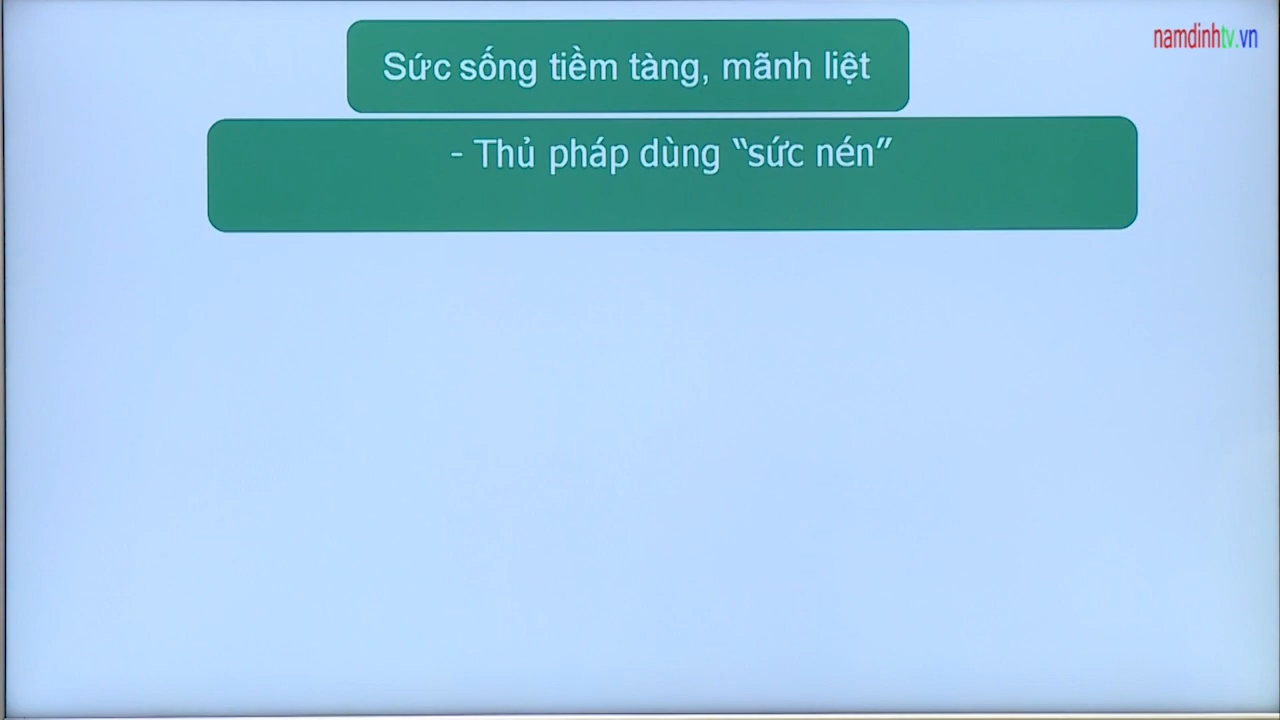 namdinhtv.vn
Sức sống tiềm tàng, mãnh liệt
- Thủ pháp dùng “sức nén”